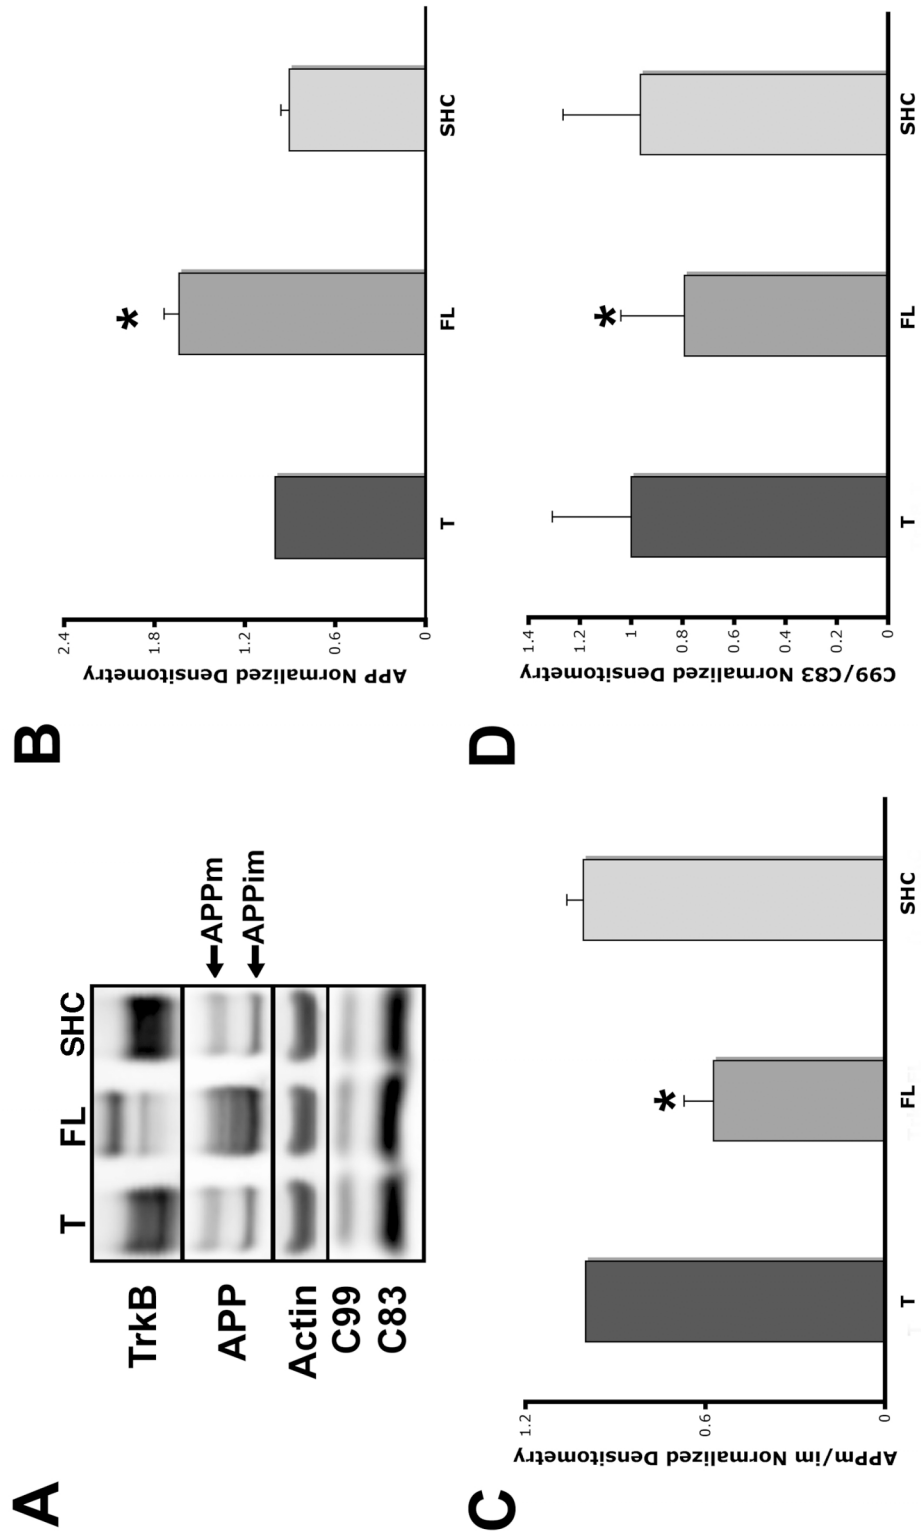 A
T FL SHC
TrkB
APP
←APPm
←APPim
Actin
C99
C83
B
APP Normalized Densitometry
2.4
1.8
1.2
0.6
0
*
T FL SHC
C
APPm/im Normalized Densitometry
1.2
0.6
0
*
T FL SHC
D
C99/C83 Normalized Densitometry
1.4
1.2
1
0.8
0.6
0.4
0.2
0
*
T FL SHC